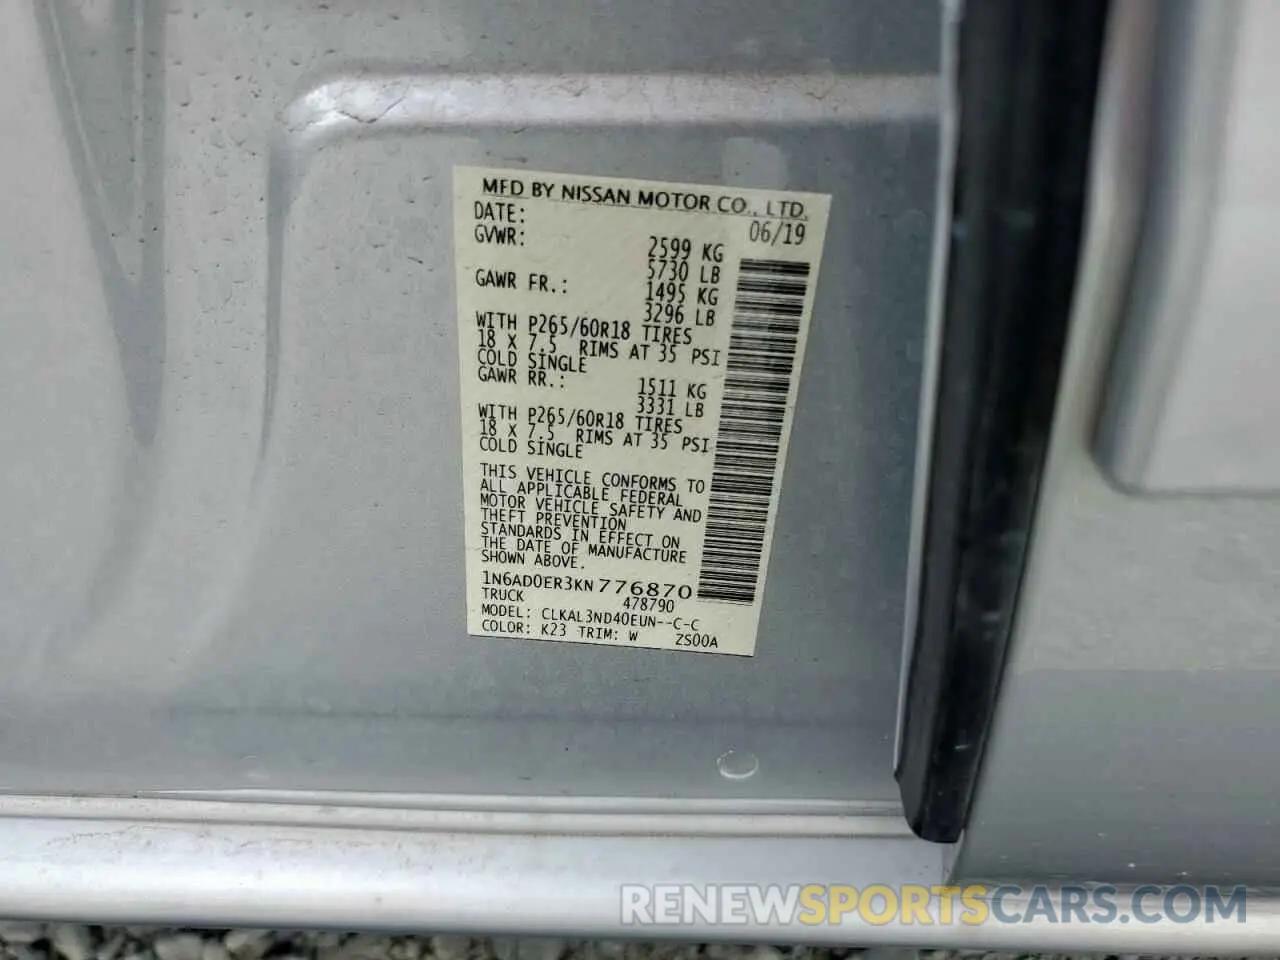 MFD BY NISSAN MOTOR CO., LTD.
DATE: 06/19
GVWR: 2599 KG
5730 LB
GAWR FR.: 1495 KG
3296 LB
WITH P265/60R18 TIRES
18 X 7.5 RIMS AT 35 PSI
COLD SINGLE
GAWR RR.: 1511 KG
3331 LB
WITH P265/60R18 TIRES
18 X 7.5 RIMS AT 35 PSI
COLD SINGLE
THIS VEHICLE CONFORMS TO
ALL APPLICABLE FEDERAL
MOTOR VEHICLE SAFETY AND
THEFT PREVENTION
STANDARDS IN EFFECT ON
THE DATE OF MANUFACTURE
SHOWN ABOVE.
1N6AD0ER3KN776870
TRUCK 478790
MODEL: CLKAL3ND40EUN--C-C
COLOR: K23 TRIM: W ZS00A
RENEWSPORTSCARS.COM